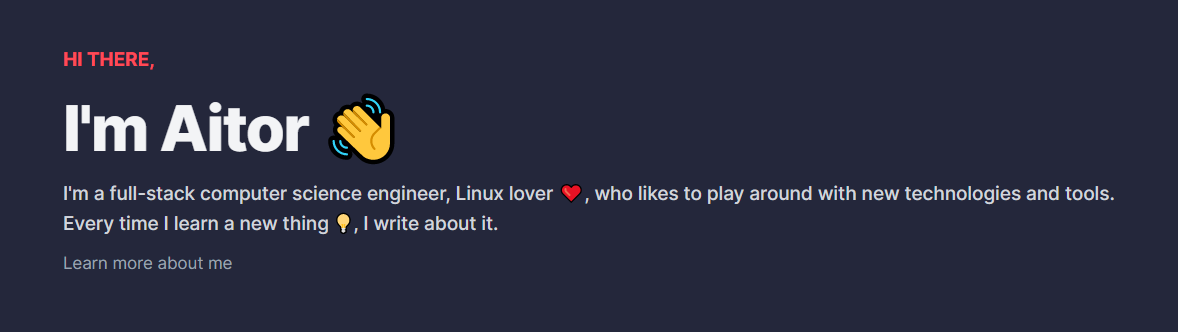 HI THERE,
I'm Aitor 👋
I'm a full-stack computer science engineer, Linux lover ❤️, who likes to play around with new technologies and tools.
Every time I learn a new thing 💡, I write about it.
Learn more about me